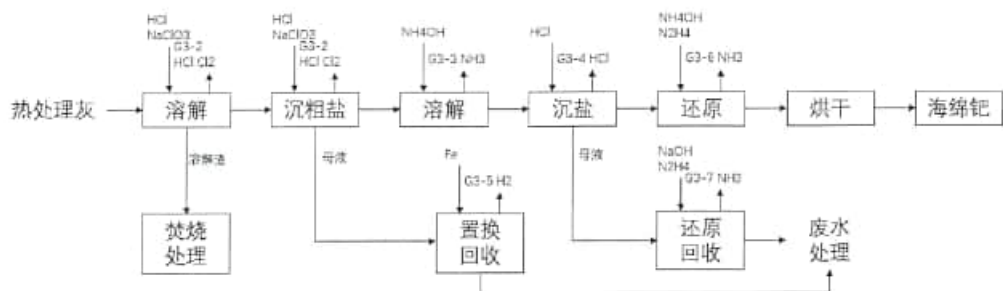 HCl
NaClO3
G3-2
HCl Cl2
HCl
NaClO3
G3-2
HCl Cl2
NH4OH
G3-3 NH3
HCl
G3-4 HCl
NH4OH
N2H4
G3-6 NH3
热处理灰
溶解
沉粗盐
溶解
沉盐
还原
烘干
海绵钯
溶解渣
母液
Fe
G3-5 H2
母液
NaOH
N2H4
G3-7 NH3
焚烧
处理
置换
回收
还原
回收
废水
处理